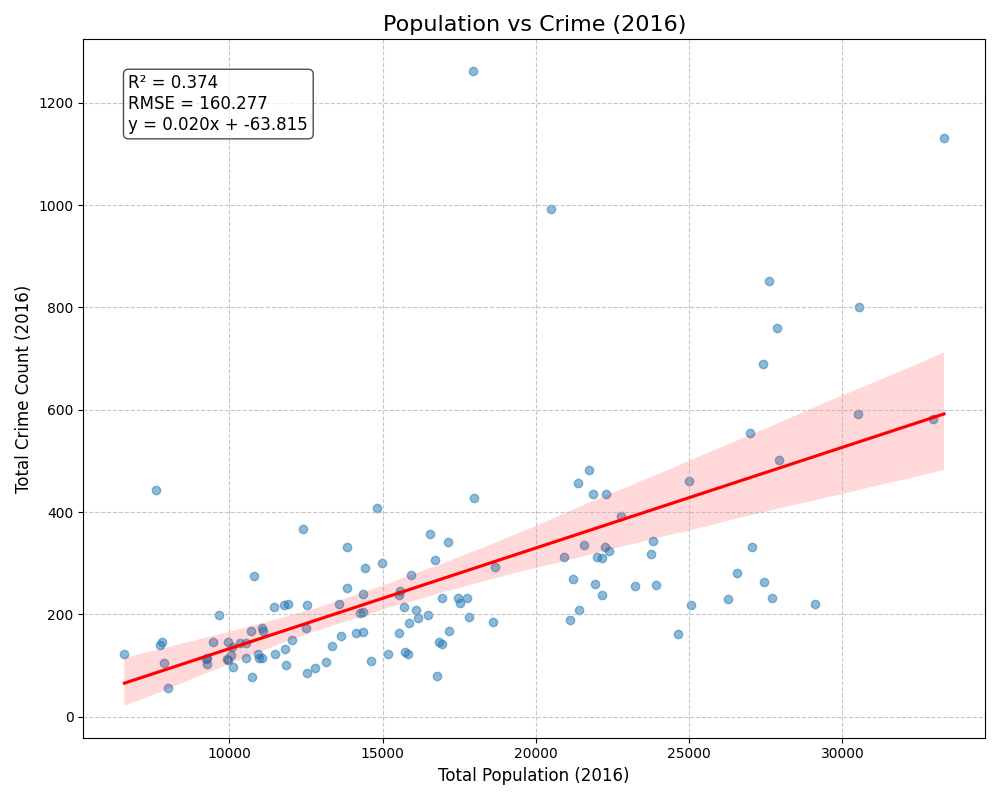 Population vs Crime (2016)
R² = 0.374
RMSE = 160.277
y = 0.020x + -63.815
Total Crime Count (2016)
1200
1000
800
600
400
200
0
10000 15000 20000 25000 30000
Total Population (2016)